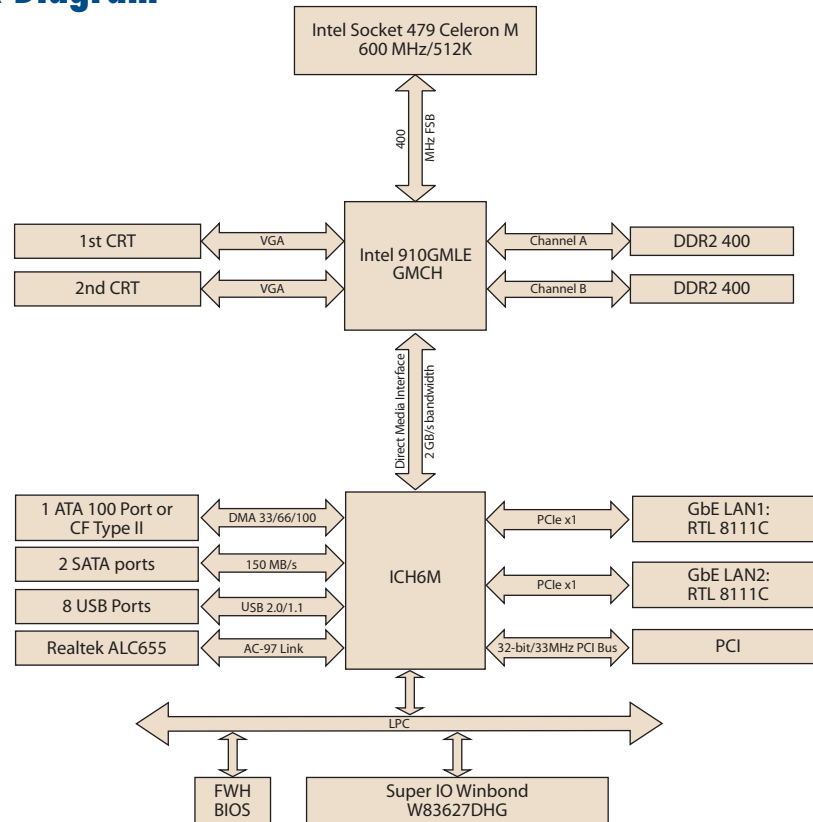 Diagram
Intel Socket 479 Celeron M
600 MHz/512K
400
MHz FSB
1st CRT
VGA
Intel 910GMLE
GMCH
Channel A
DDR2 400
2nd CRT
VGA
Channel B
DDR2 400
Direct Media Interface
2 GB/s bandwidth
1 ATA 100 Port or
CF Type II
DMA 33/66/100
PCIe x1
GbE LAN1:
RTL 8111C
2 SATA ports
150 MB/s
ICH6M
PCIe x1
GbE LAN2:
RTL 8111C
8 USB Ports
USB 2.0/1.1
Realtek ALC655
AC-97 Link
32-bit/33MHz PCI Bus
PCI
LPC
FWH
BIOS
Super IO Winbond
W83627DHG